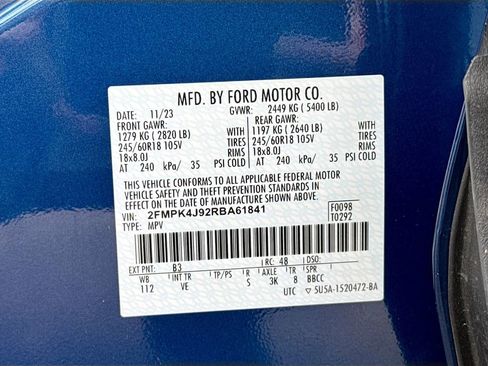 MFD. BY FORD MOTOR CO.
DATE: 11/23 GVWR: 2449 KG ( 5400 LB)
FRONT GAWR: REAR GAWR:
1279 KG ( 2820 LB) WITH 1197 KG ( 2640 LB) WITH
245/60R18 105V TIRES 245/60R18 105V TIRES
18x8.0J RIMS 18x8.0J RIMS
AT 240 kPa/ 35 PSI COLD AT 240 kPa/ 35 PSI COLD
THIS VEHICLE CONFORMS TO ALL APPLICABLE FEDERAL MOTOR
VEHICLE SAFETY AND THEFT PREVENTION STANDARDS IN
EFFECT ON THE DATE OF MANUFACTURE SHOWN ABOVE.
VIN: 2FMPK4J92RBA61841 F0098
TYPE: MPV T0292
EXT PNT: B3 RC: 48 DSO:
WB INT TR TP/PS R AXLE TR SPR
112 VE S 3K 8 BBCC
UTC 5U5A-1520472-BA